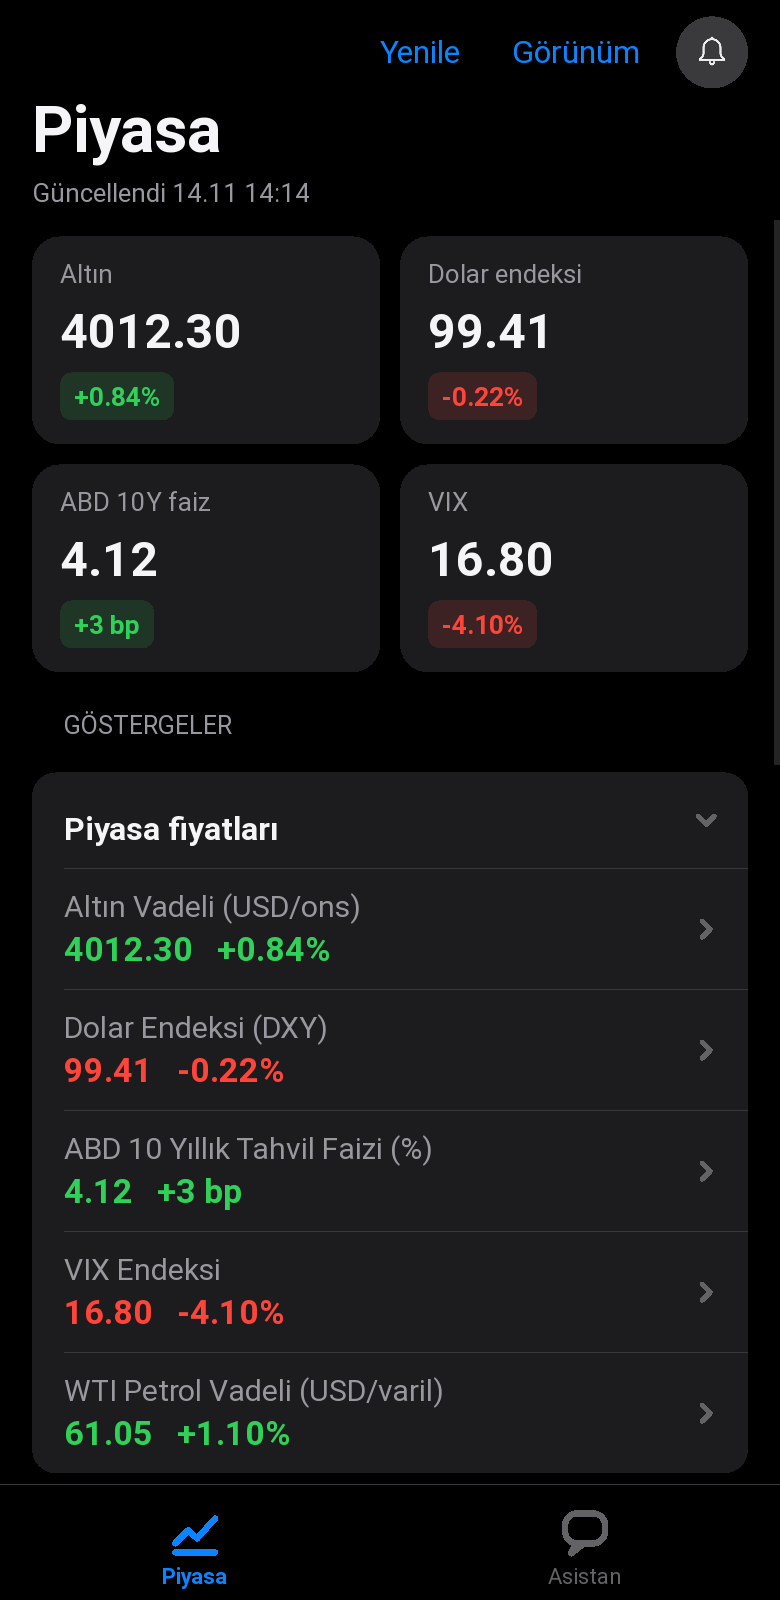 Yenile Görünüm
Piyasa
Güncellendi 14.11 14:14
Altın
4012.30
+0.84%
Dolar endeksi
99.41
-0.22%
ABD 10Y faiz
4.12
+3 bp
VIX
16.80
-4.10%
GÖSTERGELER
Piyasa fiyatları
Altın Vadeli (USD/ons)
4012.30 +0.84%
Dolar Endeksi (DXY)
99.41 -0.22%
ABD 10 Yıllık Tahvil Faizi (%)
4.12 +3 bp
VIX Endeksi
16.80 -4.10%
WTI Petrol Vadeli (USD/varil)
61.05 +1.10%
Piyasa
Asistan